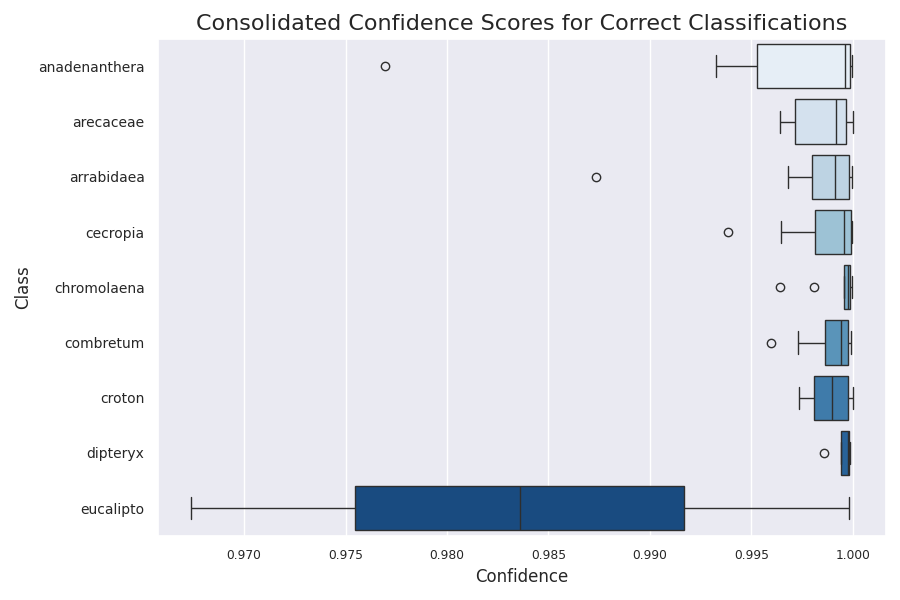 Consolidated Confidence Scores for Correct Classifications
anadenanthera
arecaceae
arrabidaea
cecropia
chromolaena
combretum
croton
dipteryx
eucalipto
Class
0.970 0.975 0.980 0.985 0.990 0.995 1.000
Confidence